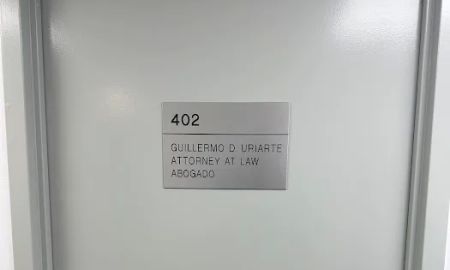 402
GUILLERMO D URIARTE
ATTORNEY AT LAW
ABOGADO